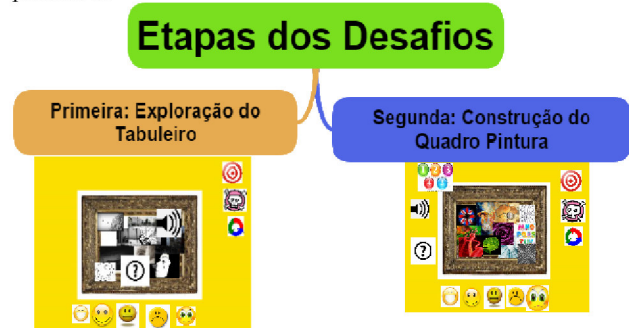 Etapas dos Desafios
Primeira: Exploração do
Tabuleiro
Segunda: Construção do
Quadro Pintura